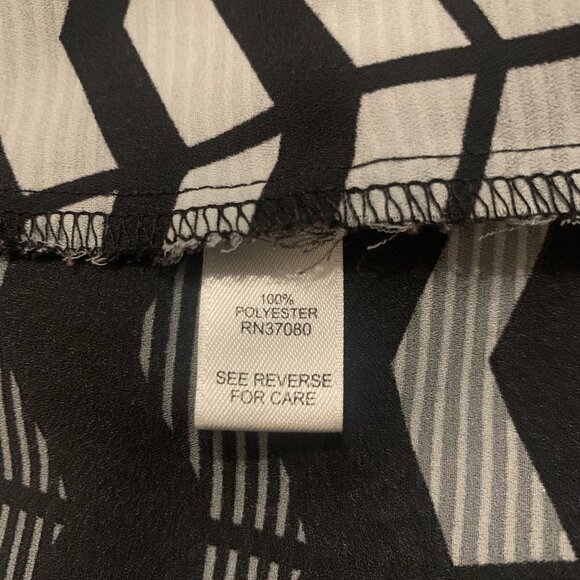 100%
POLYESTER
RN37080
SEE REVERSE
FOR CARE